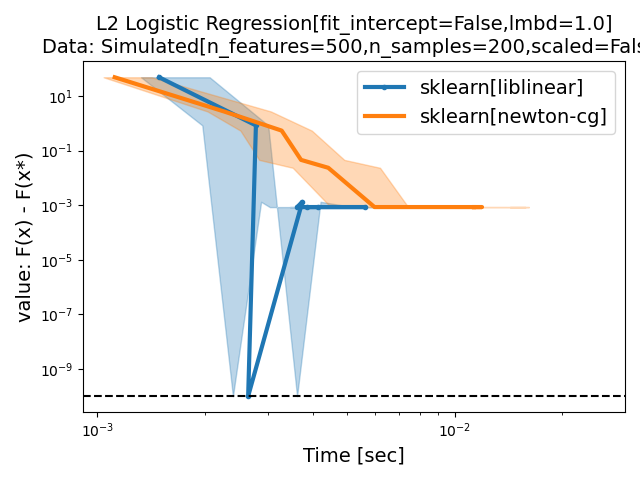 L2 Logistic Regression[fit_intercept=False,lmbd=1.0]
Data: Simulated[n_features=500,n_samples=200,scaled=Fals
sklearn[liblinear]
sklearn[newton-cg]
value: F(x) - F(x*)
10^1
10^-1
10^-3
10^-5
10^-7
10^-9
10^-3
10^-2
Time [sec]